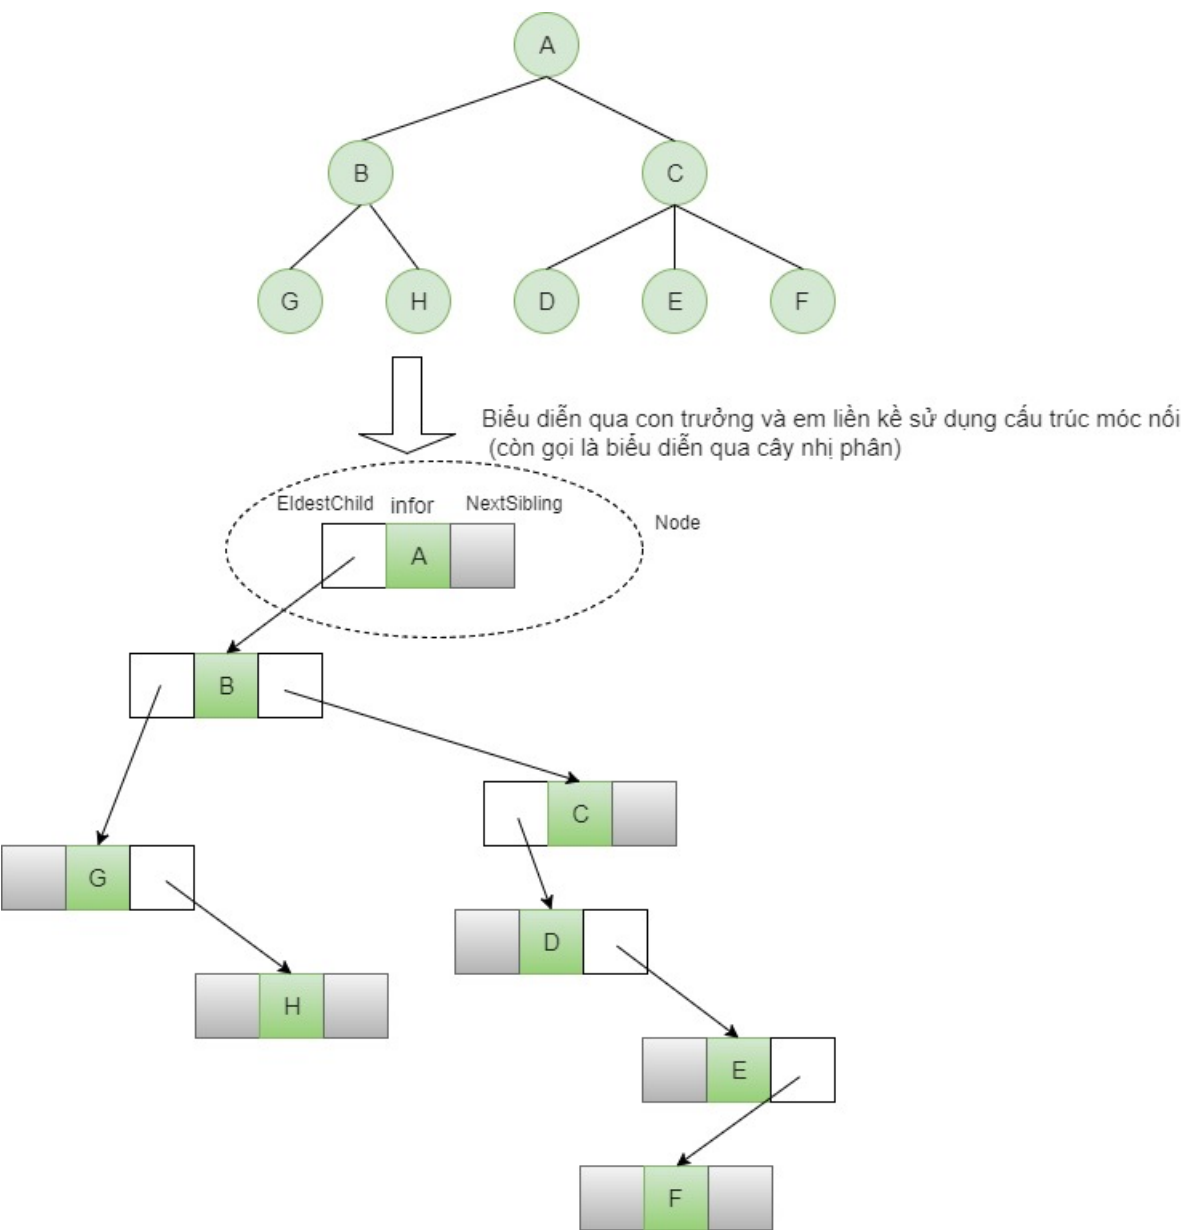 A
B
C
G
H
D
E
F
Biểu diễn qua con trưởng và em liền kề sử dụng cấu trúc móc nối
(còn gọi là biểu diễn qua cây nhị phân)
EldestChild infor NextSibling
Node
A
B
C
G
D
H
E
F